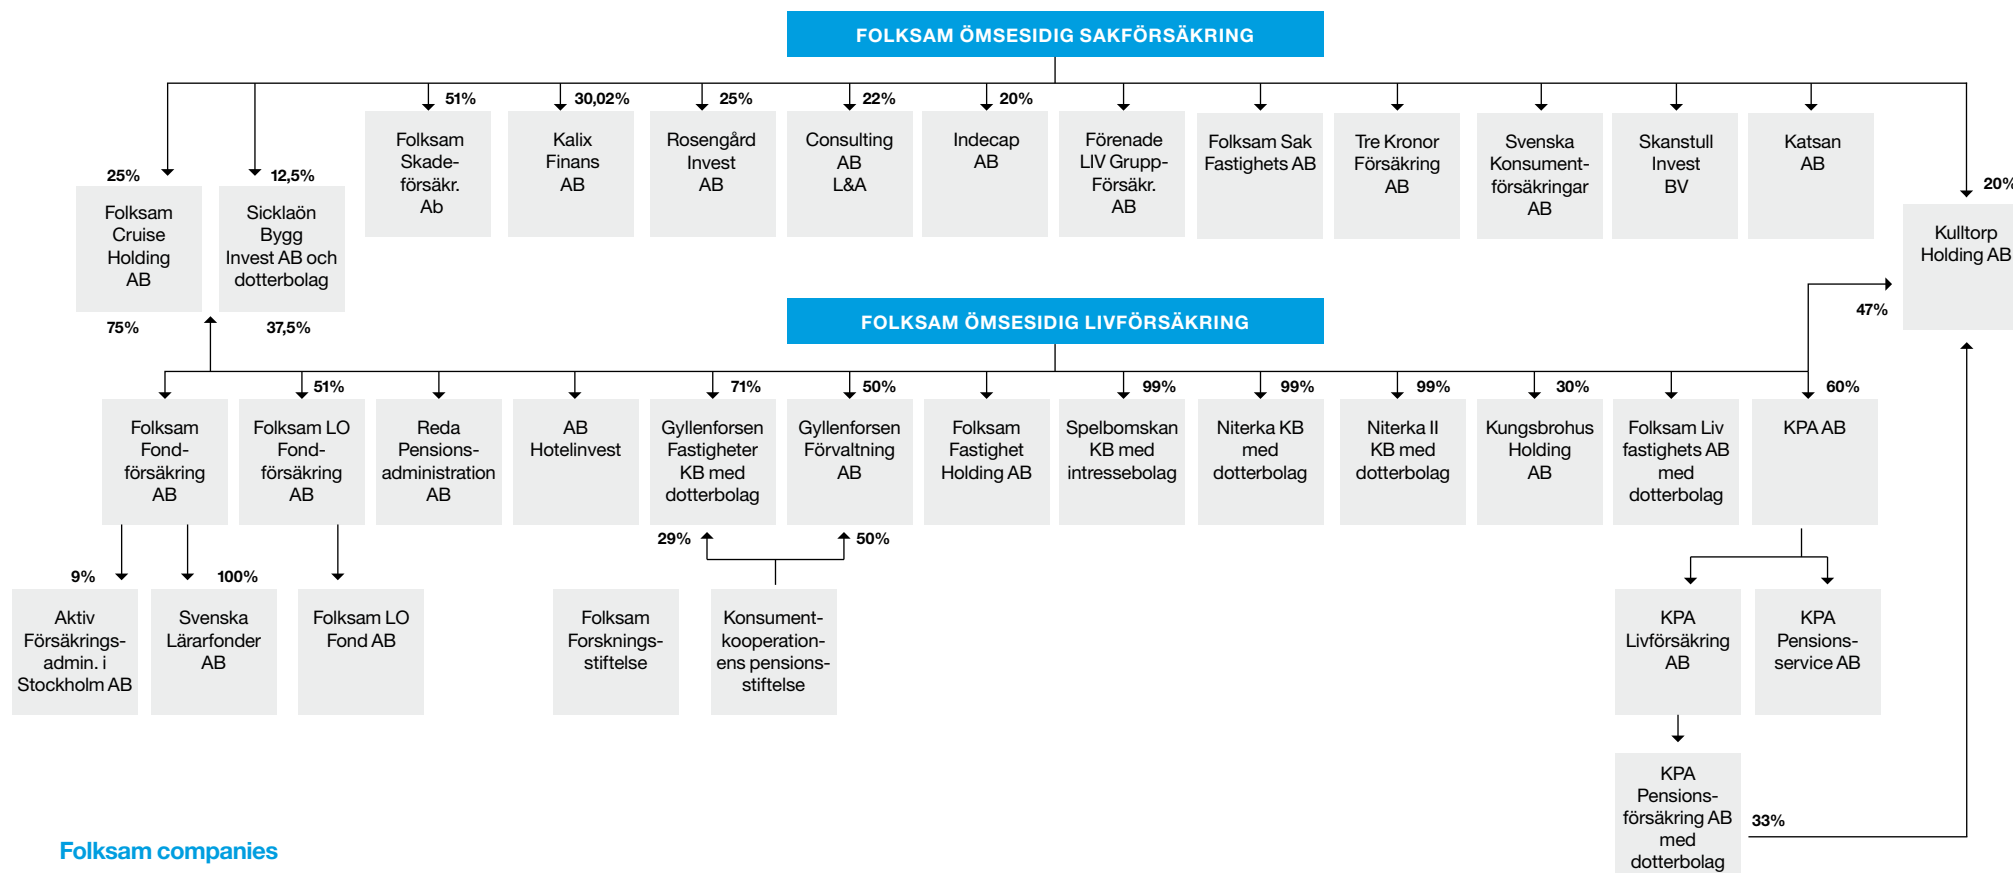 FOLKSAM ÖMSESIDIG SAKFÖRSÄKRING
25%
Folksam
Cruise
Holding
AB
75%
12,5%
Sicklaön
Bygg
Invest AB och
dotterbolag
37,5%
51%
Folksam
Skade-
försäkr.
Ab
30,02%
Kalix
Finans
AB
25%
Rosengård
Invest
AB
22%
Consulting
AB
L&A
20%
Indecap
AB
Förenade
LIV Grupp-
Försäkr.
AB
Folksam Sak
Fastighets AB
Tre Kronor
Försäkring
AB
Svenska
Konsument-
försäkringar
AB
Skanstull
Invest
BV
Katsan
AB
20%
Kulltorp
Holding AB
47%
FOLKSAM ÖMSESIDIG LIVFÖRSÄKRING
Folksam
Fond-
försäkring
AB
51%
Folksam LO
Fond-
försäkring
AB
Reda
Pensions-
administration
AB
AB
Hotelinvest
71%
Gyllenforsen
Fastigheter
KB med
dotterbolag
29%
50%
Gyllenforsen
Förvaltning
AB
50%
Folksam
Fastighet
Holding AB
99%
Spelbomskan
KB med
intressebolag
99%
Niterka KB
med
dotterbolag
99%
Niterka II
KB med
dotterbolag
30%
Kungsbrohus
Holding
AB
Folksam Liv
fastighets AB
med
dotterbolag
60%
KPA AB
9%
Aktiv
Försäkrings-
admin. i
Stockholm AB
100%
Svenska
Lärarfonder
AB
Folksam LO
Fond AB
Folksam
Forsknings-
stiftelse
Konsument-
kooperation-
ens pensions-
stiftelse
KPA
Livförsäkring
AB
KPA
Pensions-
service AB
KPA
Pensions-
försäkring AB
med
dotterbolag
33%
Folksam companies